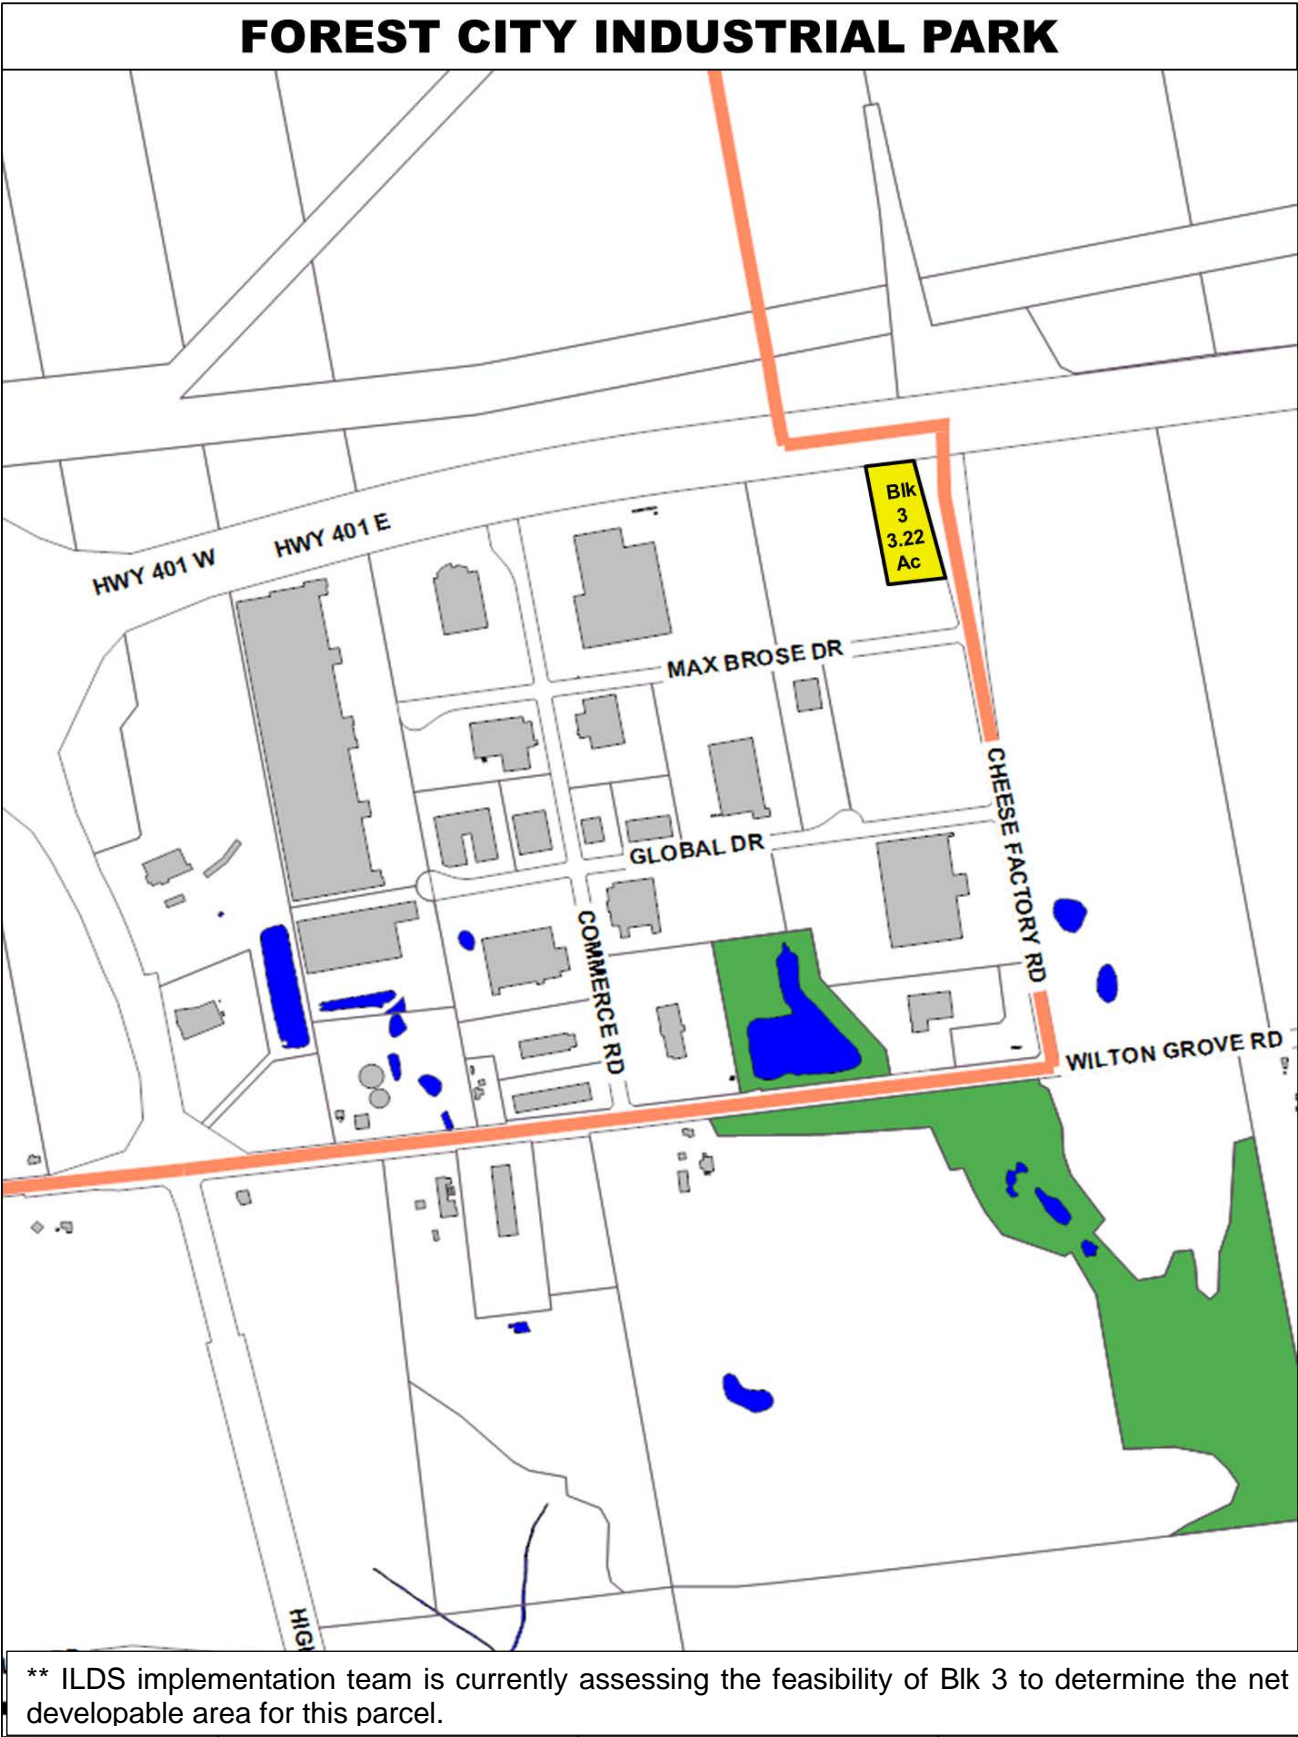 FOREST CITY INDUSTRIAL PARK
Blk
3
3.22
Ac
HWY 401 W
HWY 401 E
MAX BROSE DR
CHEESE FACTORY RD
GLOBAL DR
COMMERCE RD
WILTON GROVE RD
** ILDS implementation team is currently assessing the feasibility of Blk 3 to determine the net
developable area for this parcel.